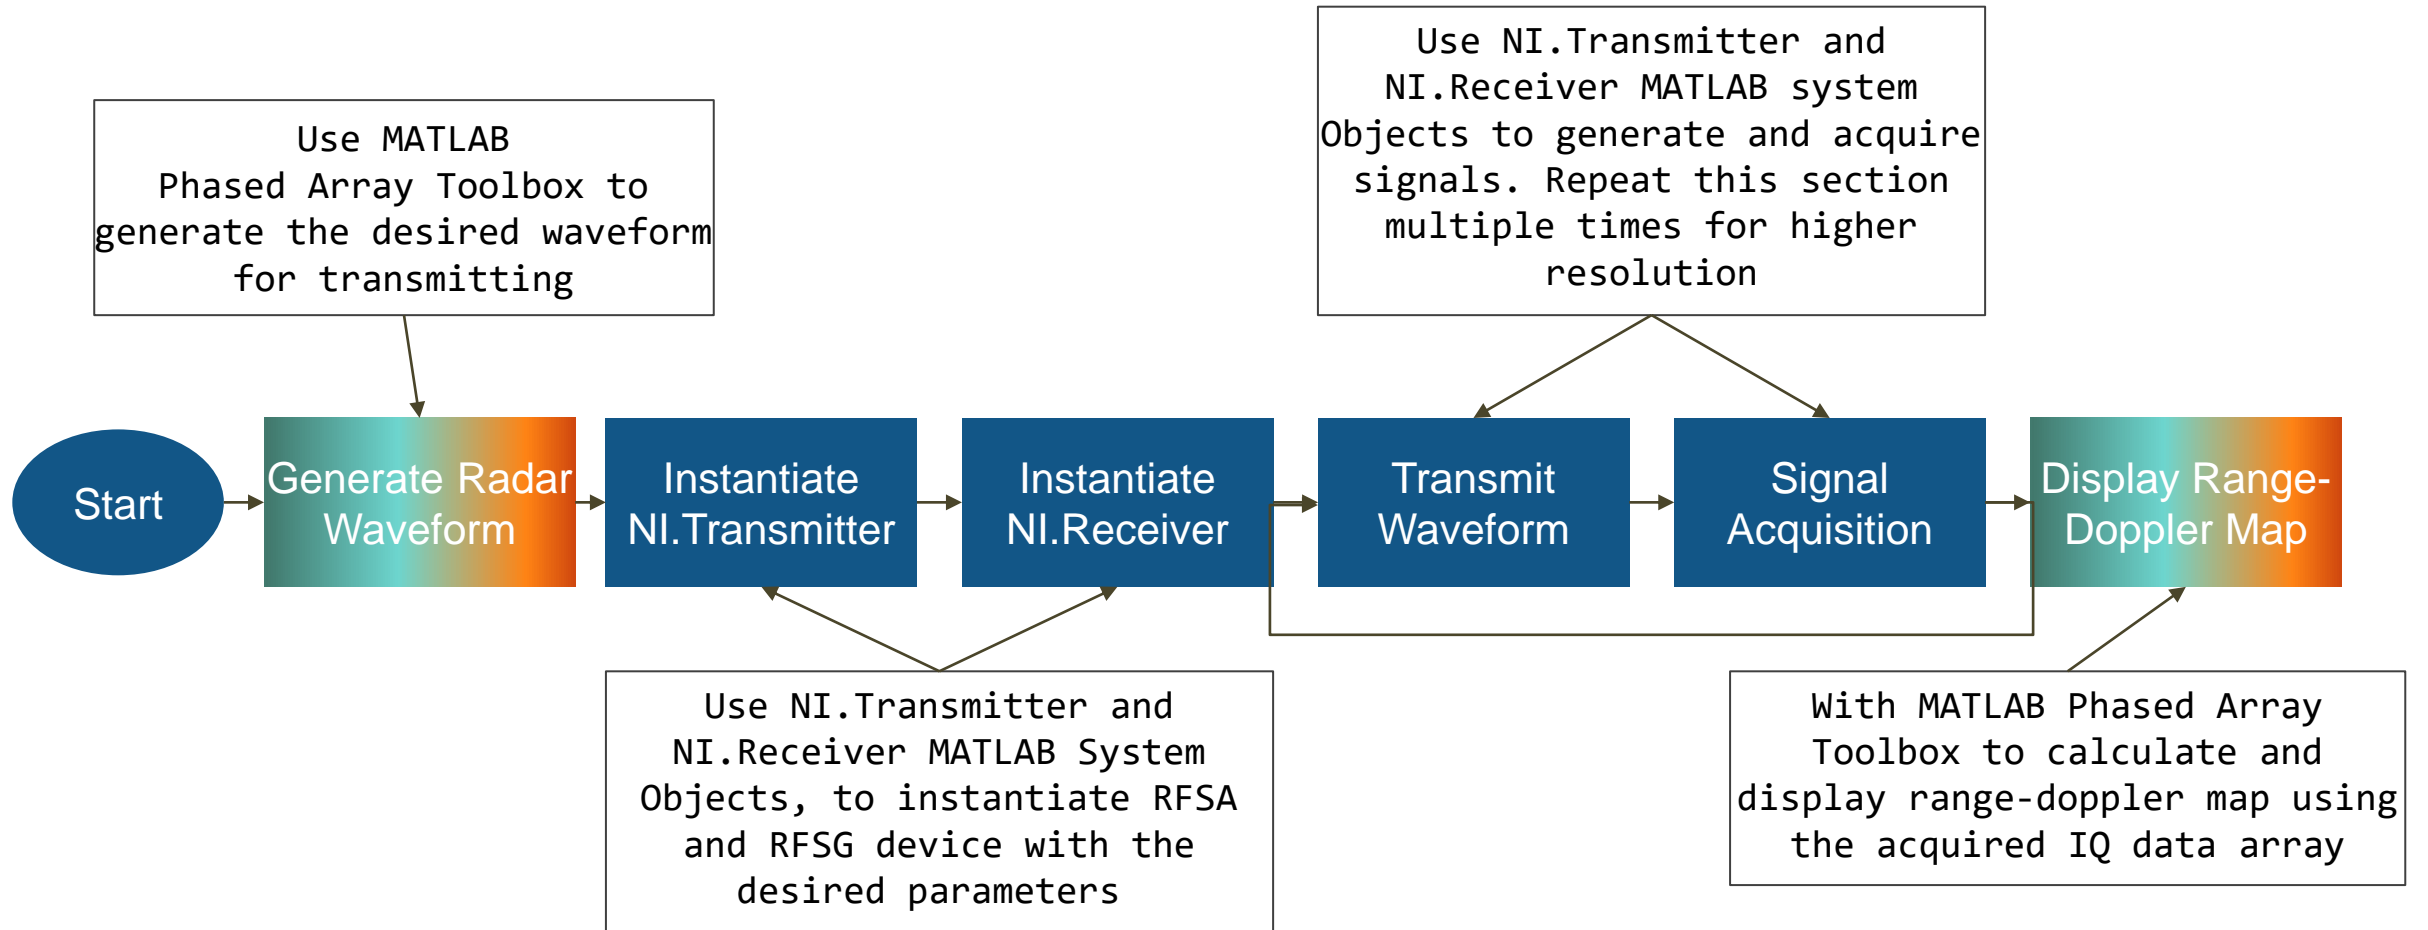 Use MATLAB
Phased Array Toolbox to
generate the desired waveform
for transmitting
Use NI.Transmitter and
NI.Receiver MATLAB system
Objects to generate and acquire
signals. Repeat this section
multiple times for higher
resolution
Start
Generate Radar
Waveform
Instantiate
NI.Transmitter
Instantiate
NI.Receiver
Transmit
Waveform
Signal
Acquisition
Display Range-
Doppler Map
Use NI.Transmitter and
NI.Receiver MATLAB System
Objects, to instantiate RFSA
and RFSG device with the
desired parameters
With MATLAB Phased Array
Toolbox to calculate and
display range-doppler map using
the acquired IQ data array